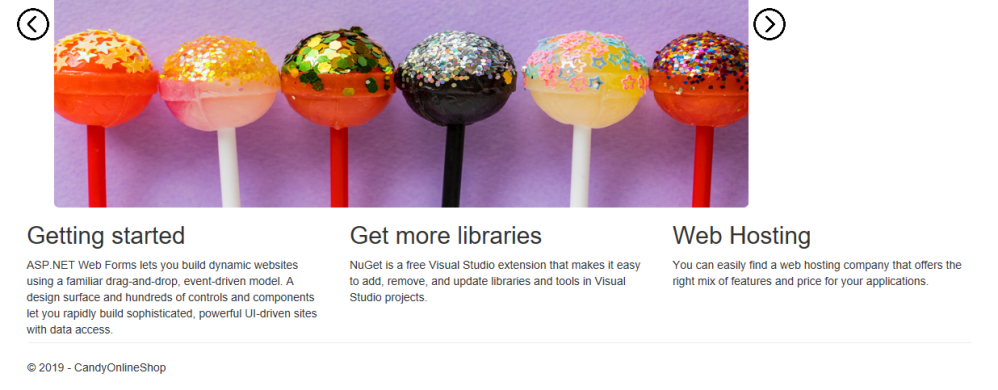 Getting started
ASP.NET Web Forms lets you build dynamic websites
using a familiar drag-and-drop, event-driven model. A
design surface and hundreds of controls and components
let you rapidly build sophisticated, powerful UI-driven sites
with data access.
Get more libraries
NuGet is a free Visual Studio extension that makes it easy
to add, remove, and update libraries and tools in Visual
Studio projects.
Web Hosting
You can easily find a web hosting company that offers the
right mix of features and price for your applications.
© 2019 - CandyOnlineShop